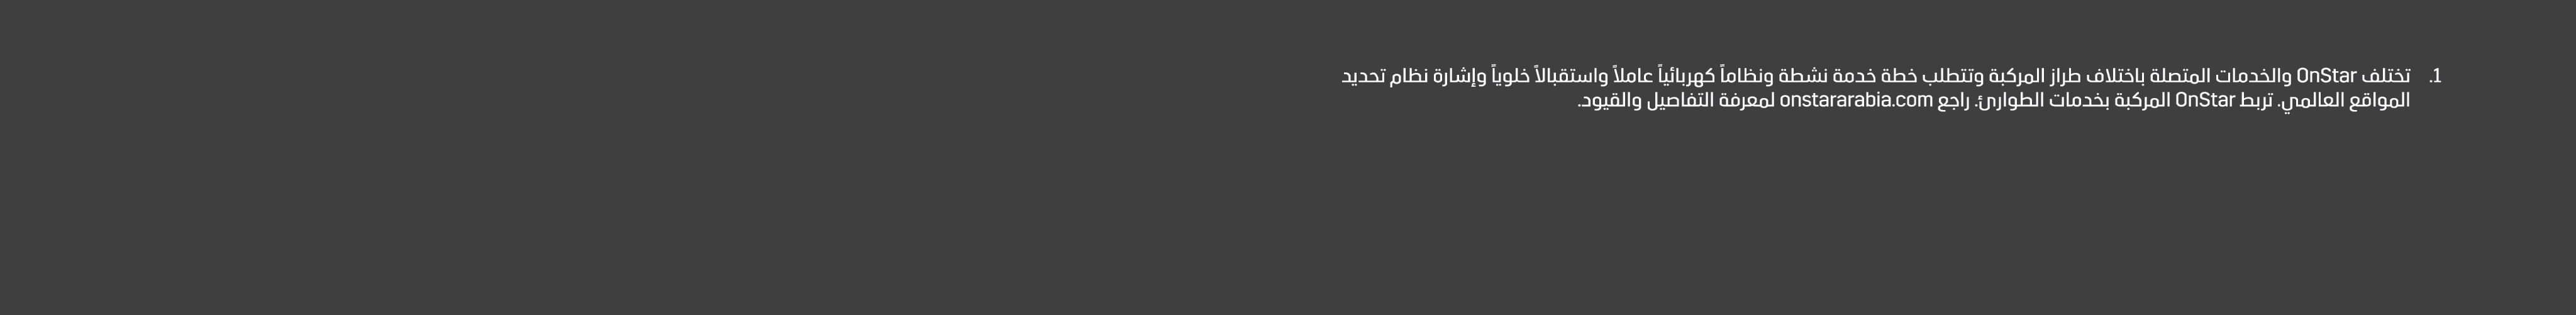 1. تختلف OnStar والخدمات المتصلة باختلاف طراز المركبة وتتطلب خطة خدمة نشطة ونظاماً كهربائياً عاملاً واستقبالاً خلوياً وإشارة نظام تحديد
المواقع العالمي. تربط OnStar المركبة بخدمات الطوارئ. راجع onstararabia.com لمعرفة التفاصيل والقيود.